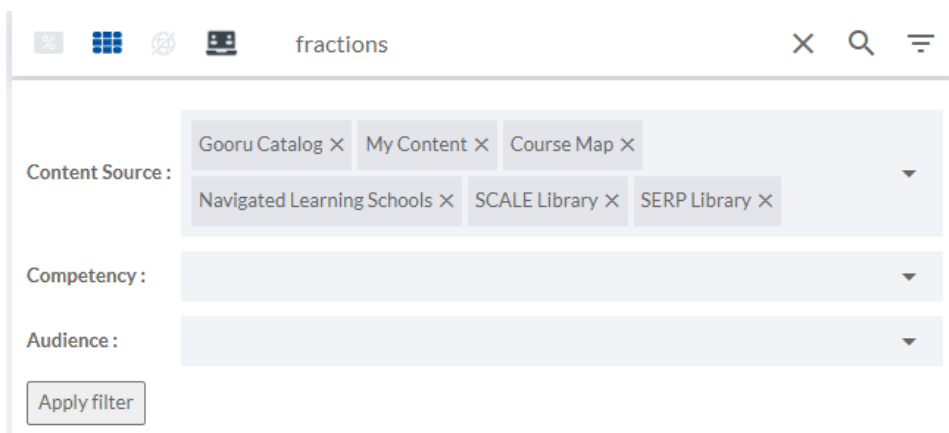 %
fractions
Content Source :
Gooru Catalog × My Content × Course Map ×
Navigated Learning Schools × SCALE Library × SERP Library ×
Competency :
Audience :
Apply filter